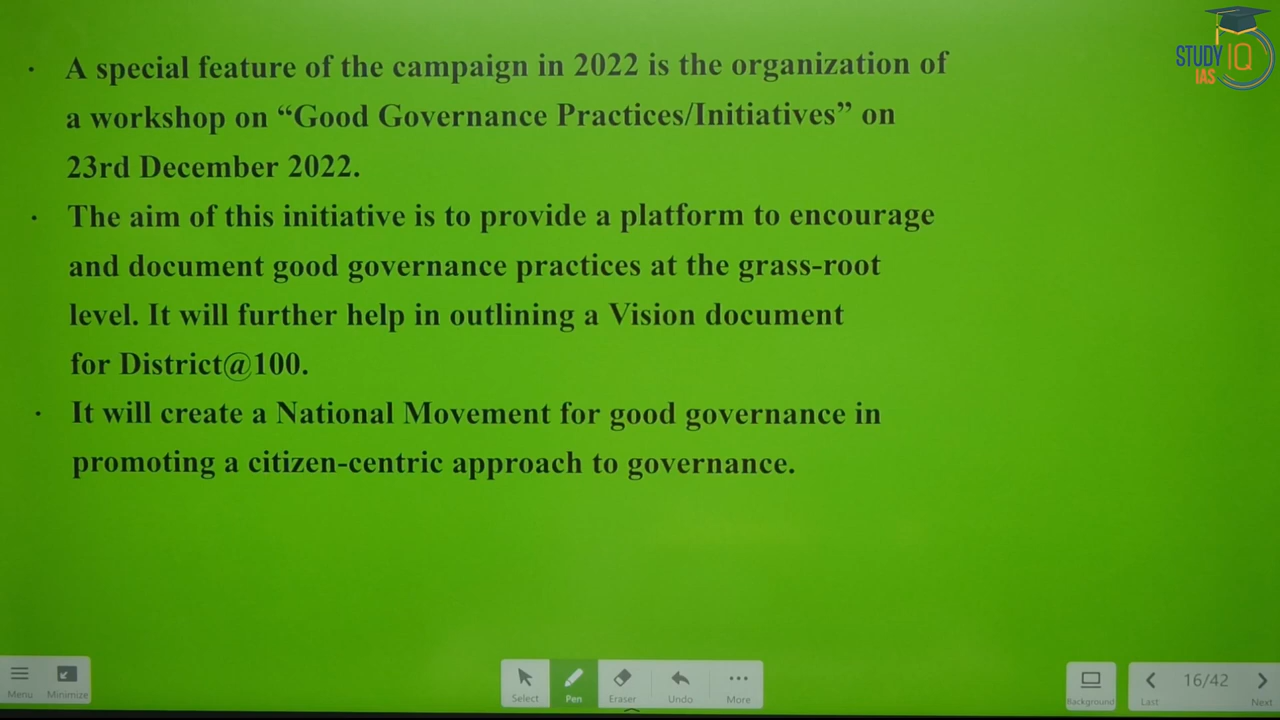 STUDY IQ
IAS
· A special feature of the campaign in 2022 is the organization of
a workshop on “Good Governance Practices/Initiatives” on
23rd December 2022.
· The aim of this initiative is to provide a platform to encourage
and document good governance practices at the grass-root
level. It will further help in outlining a Vision document
for District@100.
· It will create a National Movement for good governance in
promoting a citizen-centric approach to governance.
Menu Minimize Select Pen Eraser Undo More Background Last 16/42 Next